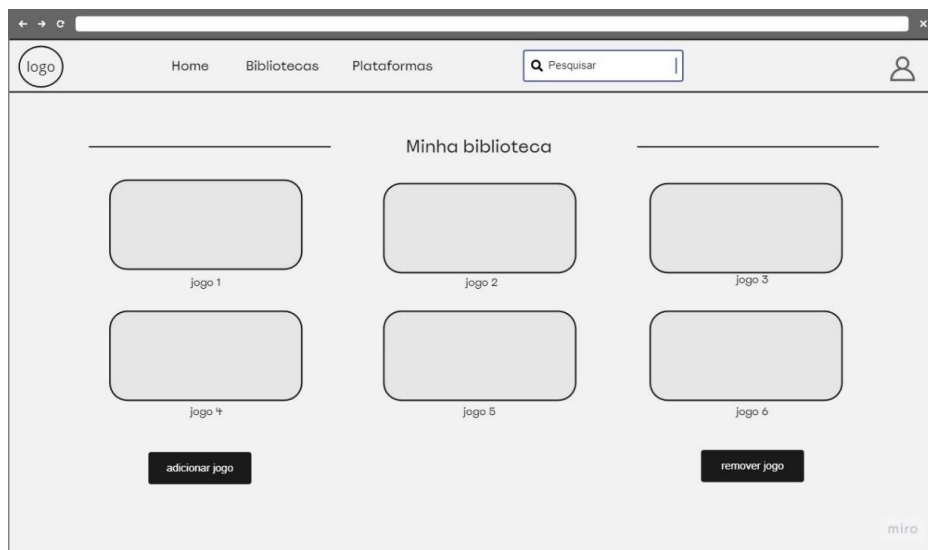 logo
Home Bibliotecas Plataformas Pesquisar
Minha biblioteca
jogo 1 jogo 2 jogo 3
jogo 4 jogo 5 jogo 6
adicionar jogo remover jogo
miro